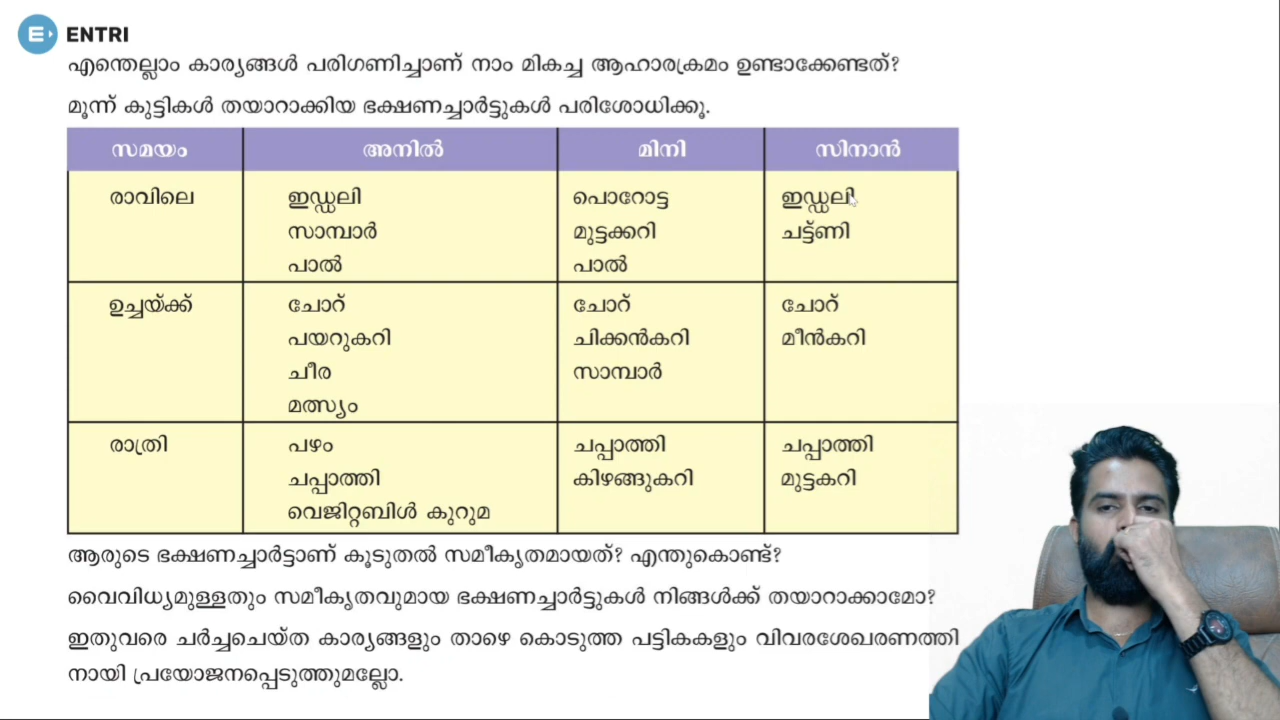 ENTRI
എന്തെല്ലാം കാര്യങ്ങൾ പരിഗണിച്ചാണ് നാം മികച്ച ആഹാരക്രമം ഉണ്ടാക്കേണ്ടത്?
മൂന്ന് കുട്ടികൾ തയാറാക്കിയ ഭക്ഷണച്ചാർട്ടുകൾ പരിശോധിക്കൂ.
സമയം അനിൽ മിനി സിനാൻ
രാവിലെ ഇഡ്ഡലി പൊറോട്ട ഇഡ്ഡലി
സാമ്പാർ മുട്ടക്കറി ചട്ട്ണി
പാൽ പാൽ
ഉച്ചയ്ക്ക് ചോറ് ചോറ് ചോറ്
പയറുകറി ചിക്കൻകറി മീൻകറി
ചീര സാമ്പാർ
മത്സ്യം
രാത്രി പഴം ചപ്പാത്തി ചപ്പാത്തി
ചപ്പാത്തി കിഴങ്ങുകറി മുട്ടകറി
വെജിറ്റബിൾ കുറുമ
ആരുടെ ഭക്ഷണച്ചാർട്ടാണ് കൂടുതൽ സമീകൃതമായത്? എന്തുകൊണ്ട്?
വൈവിധ്യമുള്ളതും സമീകൃതവുമായ ഭക്ഷണച്ചാർട്ടുകൾ നിങ്ങൾക്ക് തയാറാക്കാമോ?
ഇതുവരെ ചർച്ചചെയ്ത കാര്യങ്ങളും താഴെ കൊടുത്ത പട്ടികകളും വിവരശേഖരണത്തി
നായി പ്രയോജനപ്പെടുത്തുമല്ലോ.